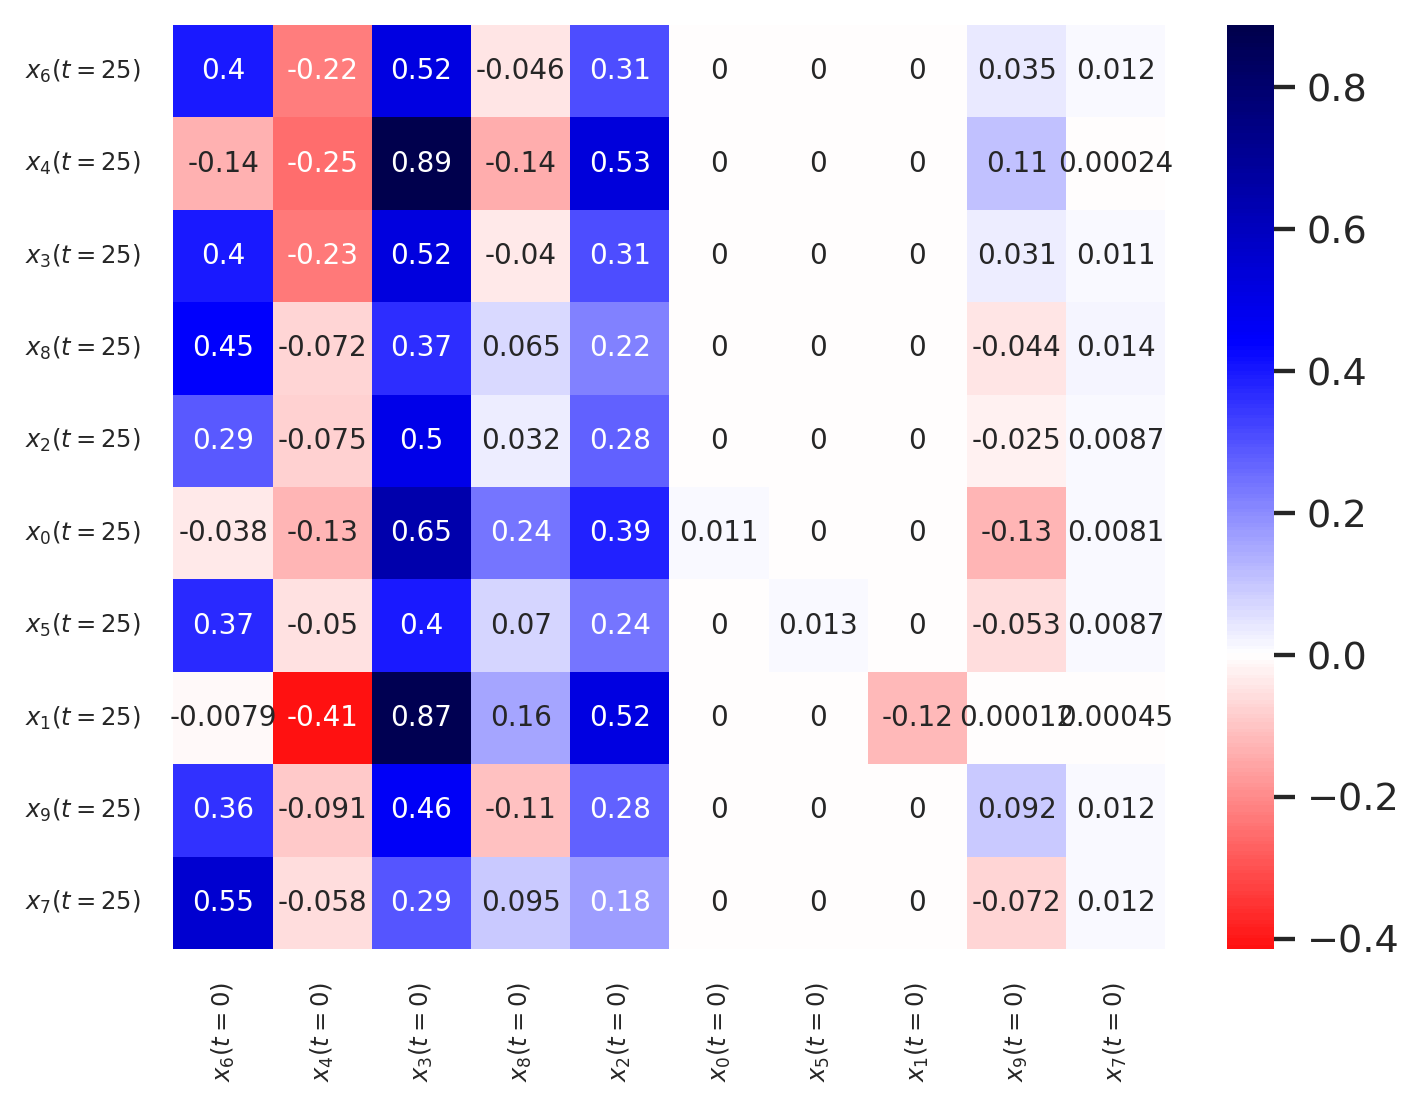 x₆(t = 25) 0.4 -0.22 0.52 -0.046 0.31 0 0 0 0.035 0.012
x₄(t = 25) -0.14 -0.25 0.89 -0.14 0.53 0 0 0 0.11 0.00024
x₃(t = 25) 0.4 -0.23 0.52 -0.04 0.31 0 0 0 0.031 0.011
x₈(t = 25) 0.45 -0.072 0.37 0.065 0.22 0 0 0 -0.044 0.014
x₂(t = 25) 0.29 -0.075 0.5 0.032 0.28 0 0 0 -0.025 0.0087
x₀(t = 25) -0.038 -0.13 0.65 0.24 0.39 0.011 0 0 -0.13 0.0081
x₅(t = 25) 0.37 -0.05 0.4 0.07 0.24 0 0.013 0 -0.053 0.0087
x₁(t = 25) -0.0079 -0.41 0.87 0.16 0.52 0 0 -0.12 0.00012 0.00045
x₉(t = 25) 0.36 -0.091 0.46 -0.11 0.28 0 0 0 0.092 0.012
x₇(t = 25) 0.55 -0.058 0.29 0.095 0.18 0 0 0 -0.072 0.012
x₆(t = 0)
x₄(t = 0)
x₃(t = 0)
x₈(t = 0)
x₂(t = 0)
x₀(t = 0)
x₅(t = 0)
x₁(t = 0)
x₉(t = 0)
x₇(t = 0)
0.8
0.6
0.4
0.2
0.0
−0.2
−0.4